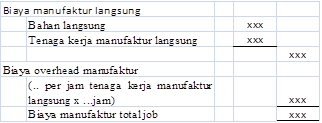 Biaya manufaktur langsung
Bahan langsung xxx
Tenaga kerja manufaktur langsung xxx
xxx
Biaya overhead manufaktur
(.. per jam tenaga kerja manufaktur
langsung x ...jam) xxx
Biaya manufaktur total job xxx